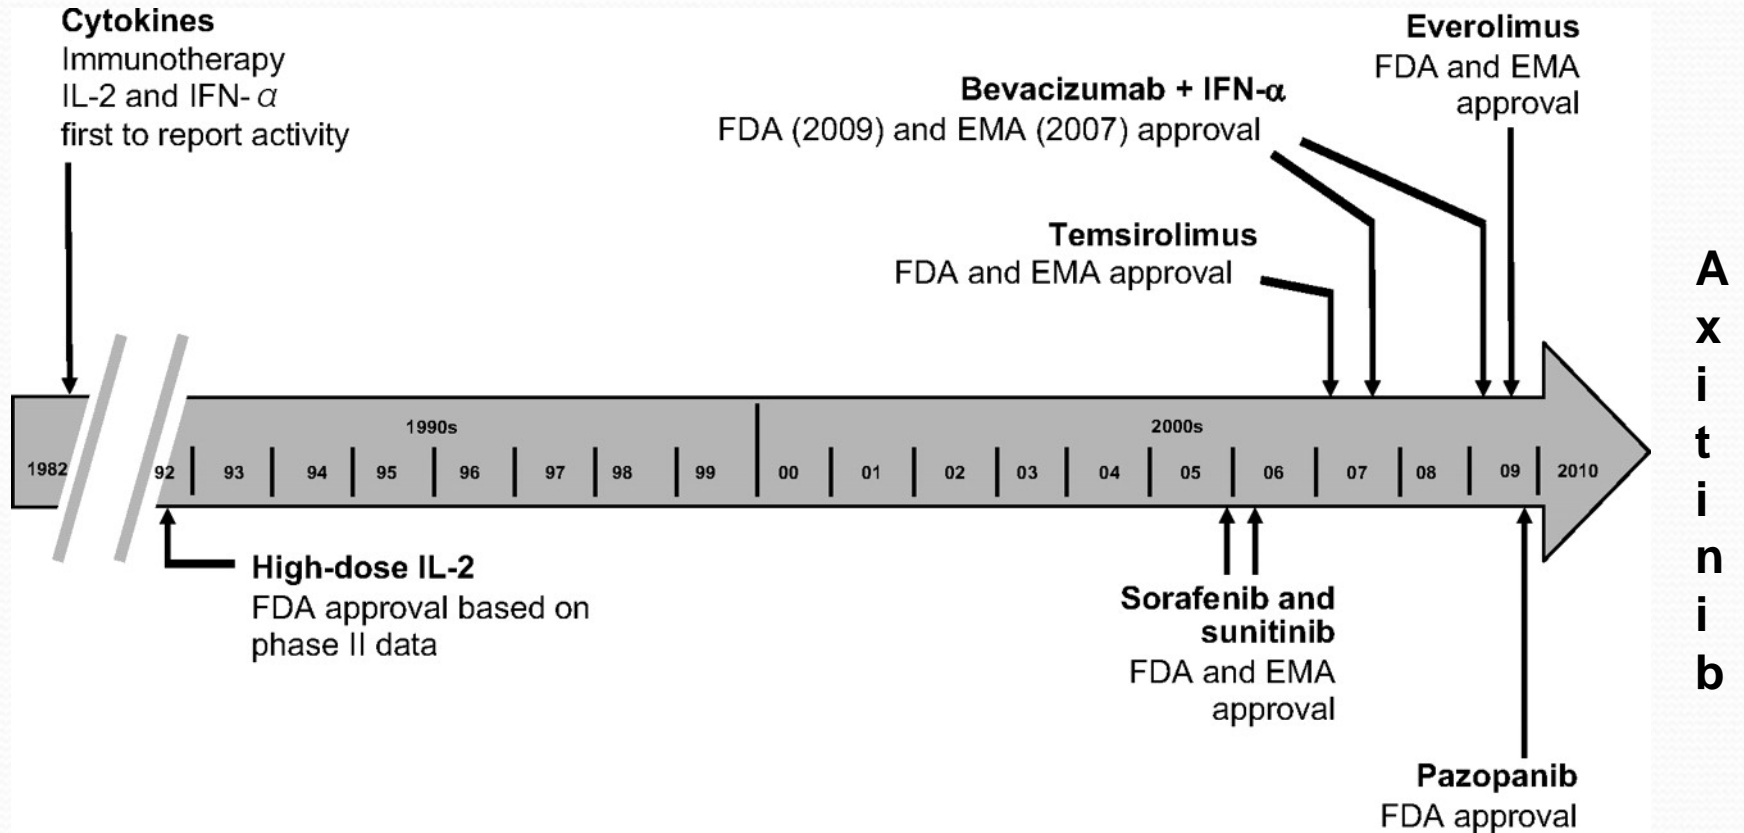 Cytokines
Immunotherapy
IL-2 and IFN-α
first to report activity
Bevacizumab + IFN-α
FDA (2009) and EMA (2007) approval
Everolimus
FDA and EMA
approval
Temsirolimus
FDA and EMA approval
1990s
2000s
1982
92
93
94
95
96
97
98
99
00
01
02
03
04
05
06
07
08
09
2010
High-dose IL-2
FDA approval based on
phase II data
Sorafenib and
sunitinib
FDA and EMA
approval
Pazopanib
FDA approval
A
x
i
t
i
n
i
b